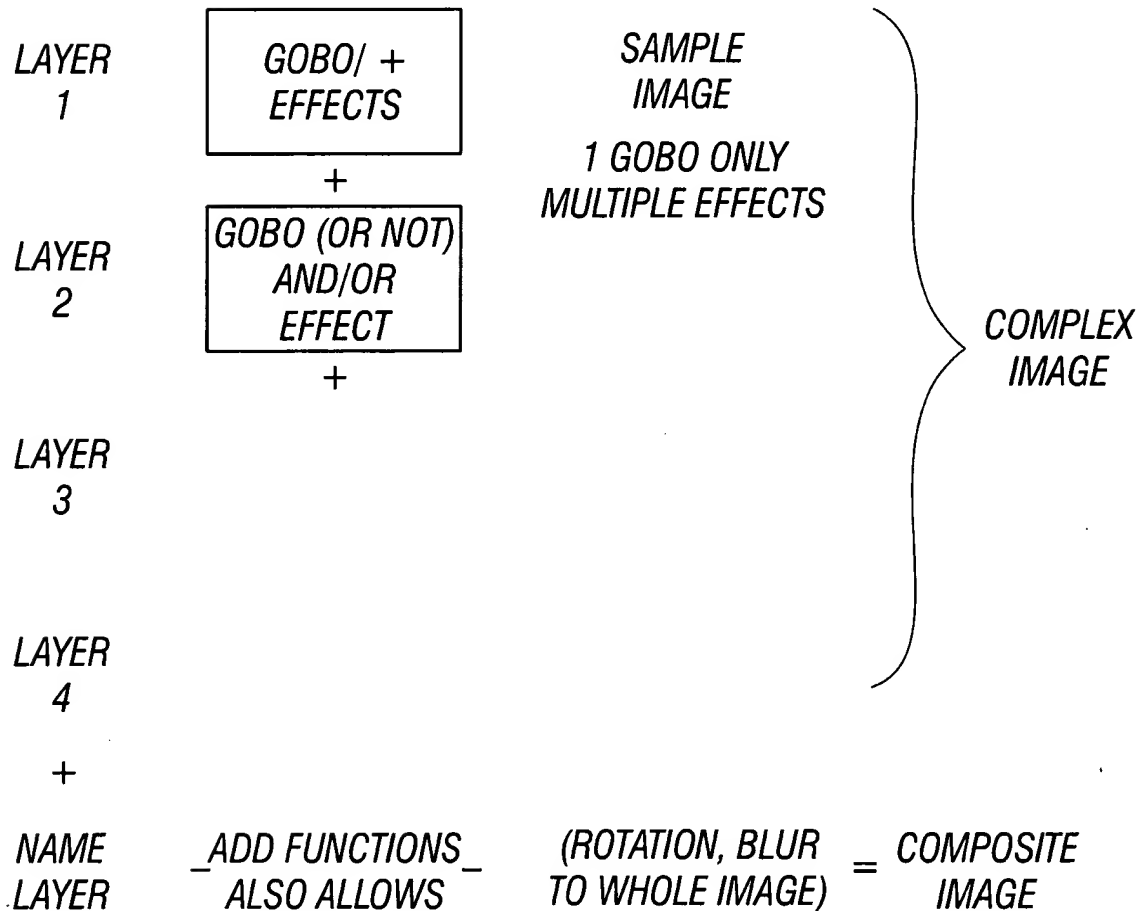 LAYER
1
GOBO/ +
EFFECTS
SAMPLE
IMAGE
1 GOBO ONLY
MULTIPLE EFFECTS
+
LAYER
2
GOBO (OR NOT)
AND/OR
EFFECT
+
COMPLEX
IMAGE
LAYER
3
LAYER
4
+
NAME
LAYER
_ADD FUNCTIONS_
ALSO ALLOWS
(ROTATION, BLUR
TO WHOLE IMAGE)
=
COMPOSITE
IMAGE